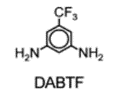 CF₃
H₂N NH₂
DABTF